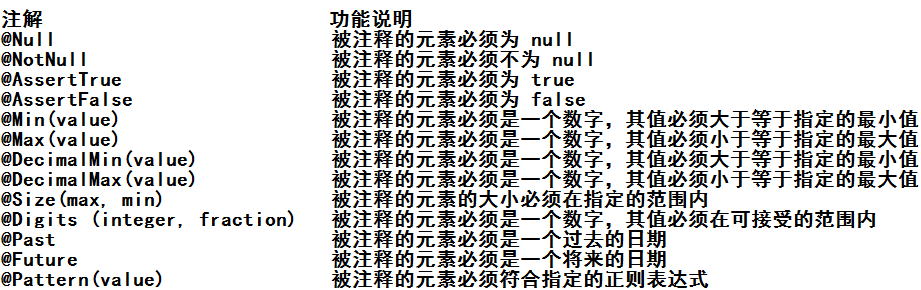 注解 功能说明
@Null 被注释的元素必须为 null
@NotNull 被注释的元素必须不为 null
@AssertTrue 被注释的元素必须为 true
@AssertFalse 被注释的元素必须为 false
@Min(value) 被注释的元素必须是一个数字，其值必须大于等于指定的最小值
@Max(value) 被注释的元素必须是一个数字，其值必须小于等于指定的最大值
@DecimalMin(value) 被注释的元素必须是一个数字，其值必须大于等于指定的最小值
@DecimalMax(value) 被注释的元素必须是一个数字，其值必须小于等于指定的最大值
@Size(max, min) 被注释的元素的大小必须在指定的范围内
@Digits (integer, fraction) 被注释的元素必须是一个数字，其值必须在可接受的范围内
@Past 被注释的元素必须是一个过去的日期
@Future 被注释的元素必须是一个将来的日期
@Pattern(value) 被注释的元素必须符合指定的正则表达式